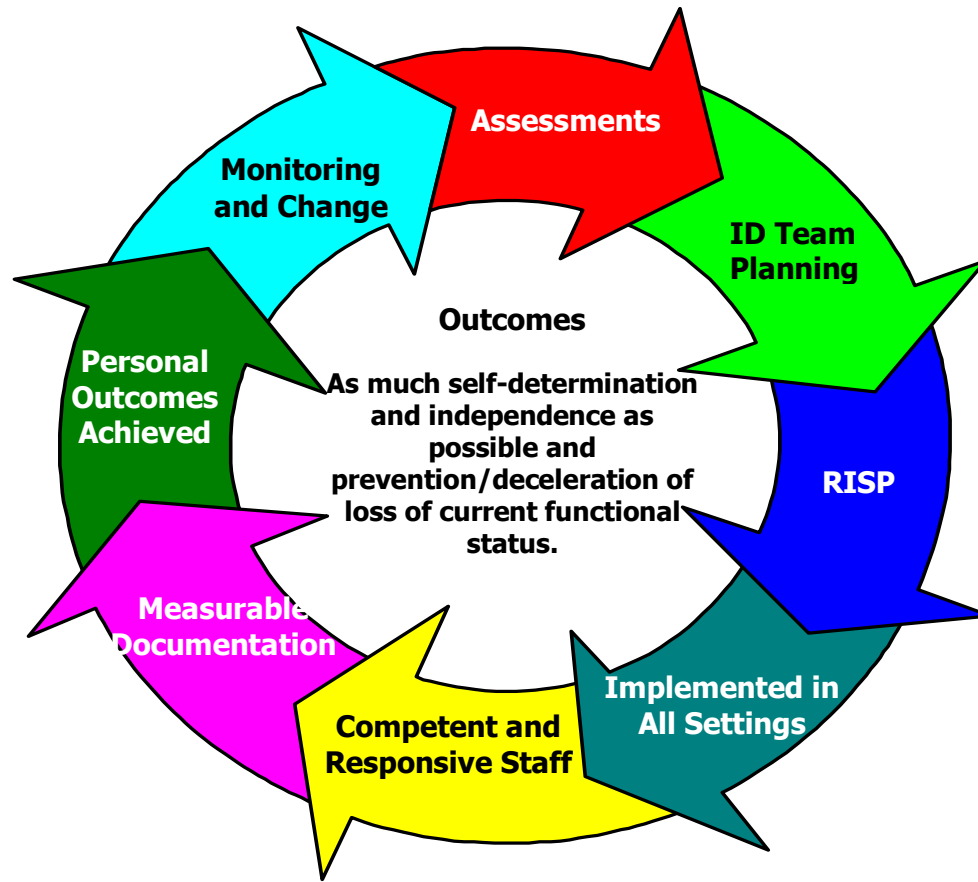 Assessments
ID Team
Planning
RISP
Implemented in
All Settings
Competent and
Responsive Staff
Measurable
Documentation
Personal
Outcomes
Achieved
Monitoring
and Change
Outcomes
As much self-determination
and independence as
possible and
prevention/deceleration of
loss of current functional
status.